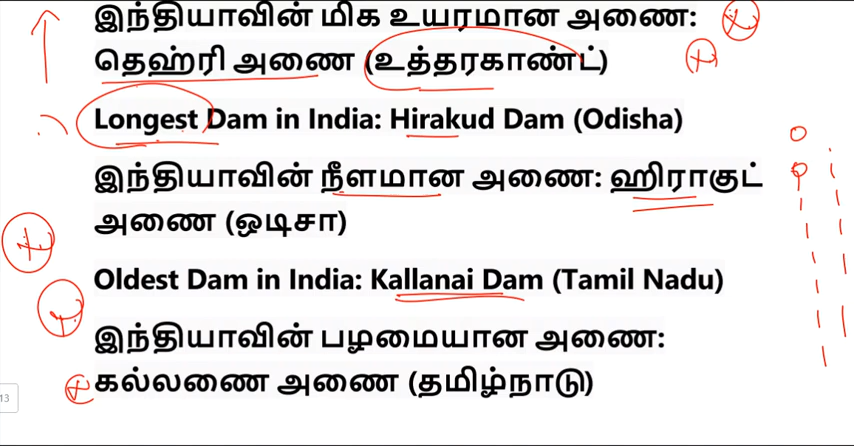 இந்தியாவின் மிக உயரமான அணை:
தெஹ்ரி அணை (உத்தரகாண்ட்)
Longest Dam in India: Hirakud Dam (Odisha)
இந்தியாவின் நீளமான அணை: ஹிராகுட்
அணை (ஒடிசா)
Oldest Dam in India: Kallanai Dam (Tamil Nadu)
இந்தியாவின் பழமையான அணை:
கல்லணை அணை (தமிழ்நாடு)
13